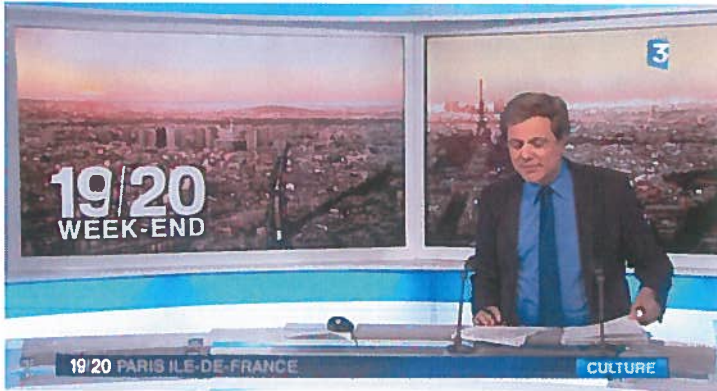 3
19/20
WEEK-END
19 20 PARIS ILE-DE-FRANCE
CULTURE